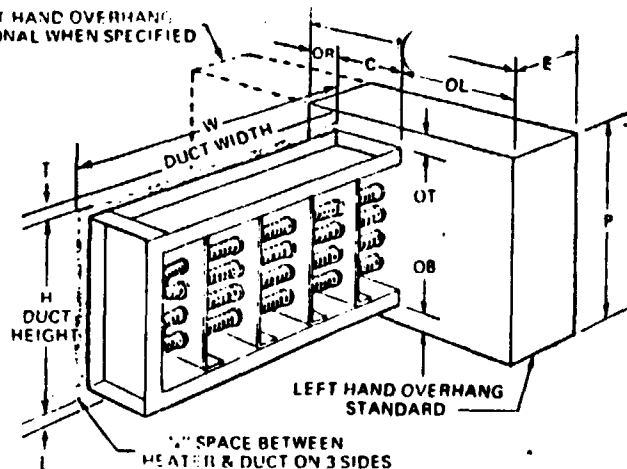 T HAND OVERHANG
ONAL WHEN SPECIFIED
OR
C
OL
E
W
DUCT WIDTH
T
OT
P
H
DUCT
HEIGHT
OB
LEFT HAND OVERHANG
STANDARD
" SPACE BETWEEN
HEATER & DUCT ON 3 SIDES